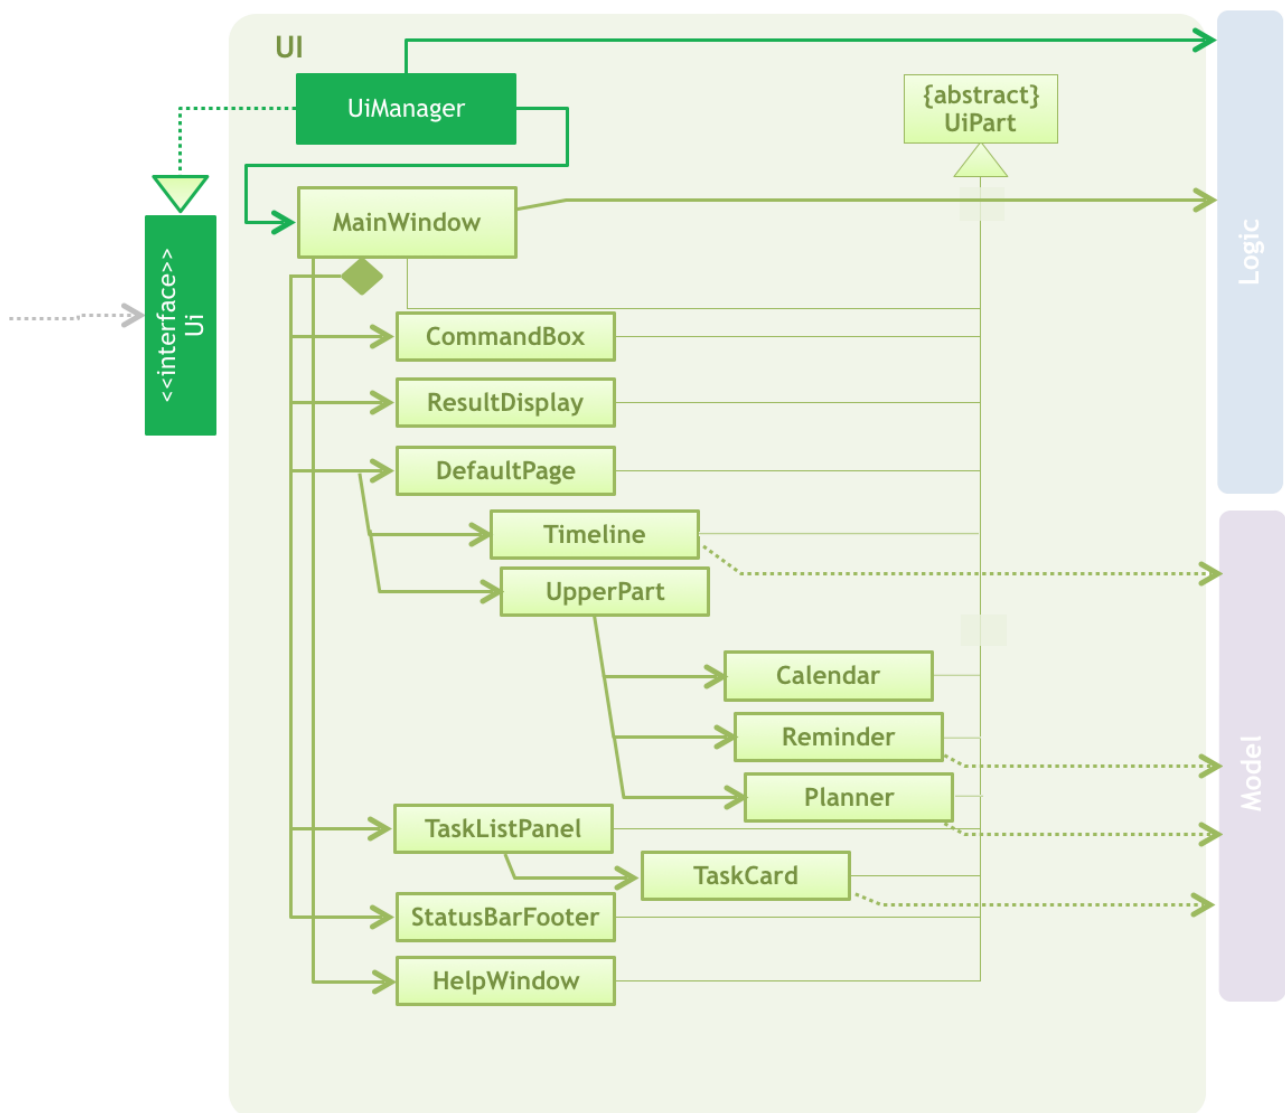 UI
UiManager
{abstract}
UiPart
MainWindow
<<interface>>
Ui
Logic
CommandBox
ResultDisplay
DefaultPage
Timeline
UpperPart
Calendar
Reminder
Planner
Model
TaskListPanel
TaskCard
StatusBarFooter
HelpWindow